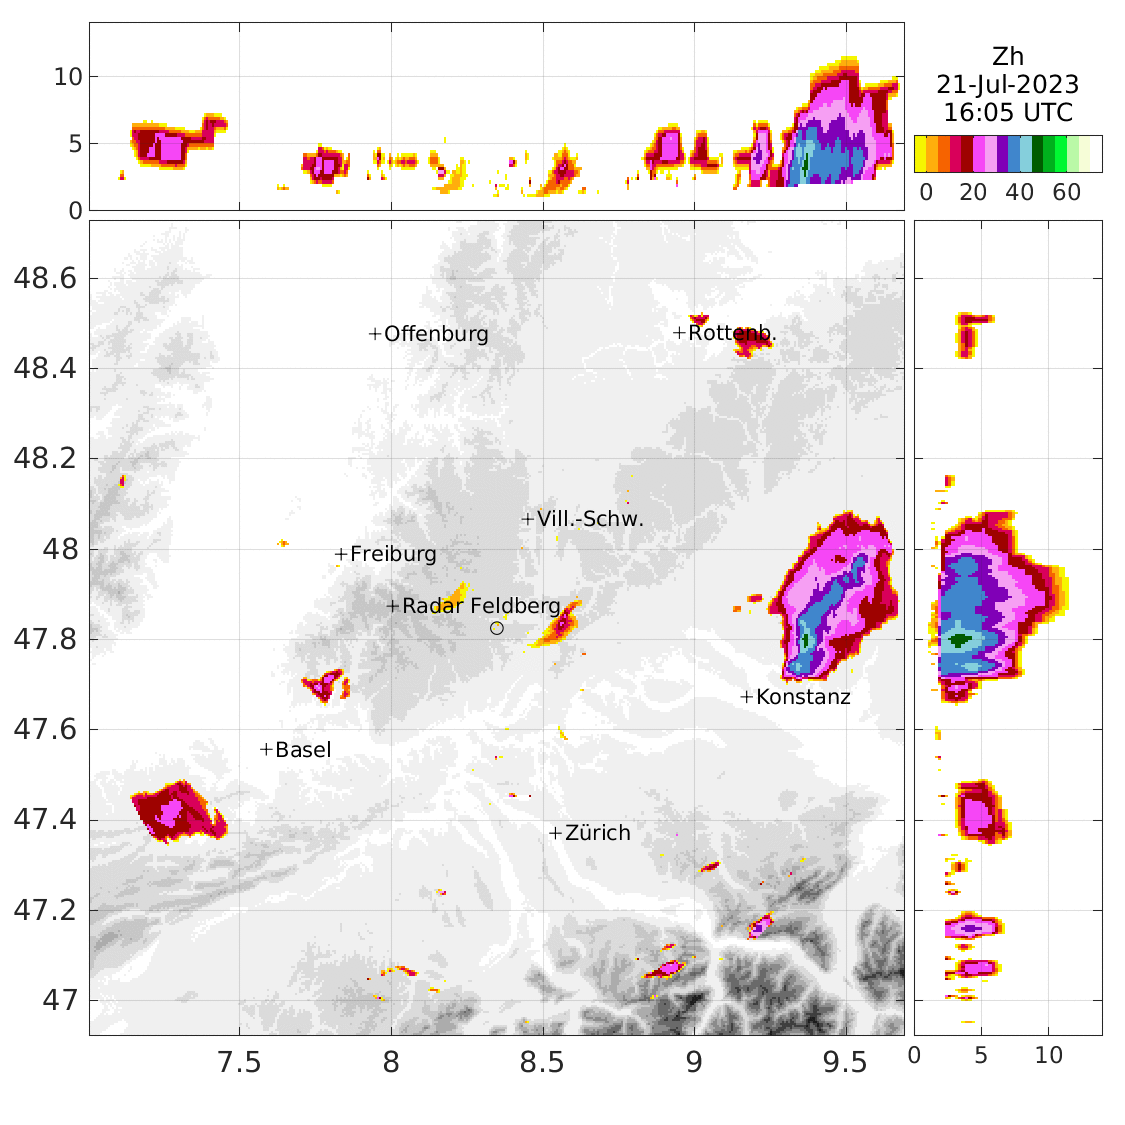 Zh
21-Jul-2023
16:05 UTC
0 20 40 60
10
5
0
48.6
48.4
48.2
48
47.8
47.6
47.4
47.2
47
+Offenburg
+Rottenb.
+Vill.-Schw.
+Freiburg
+Radar Feldberg
+Konstanz
+Basel
+Zürich
7.5 8 8.5 9 9.5
0 5 10